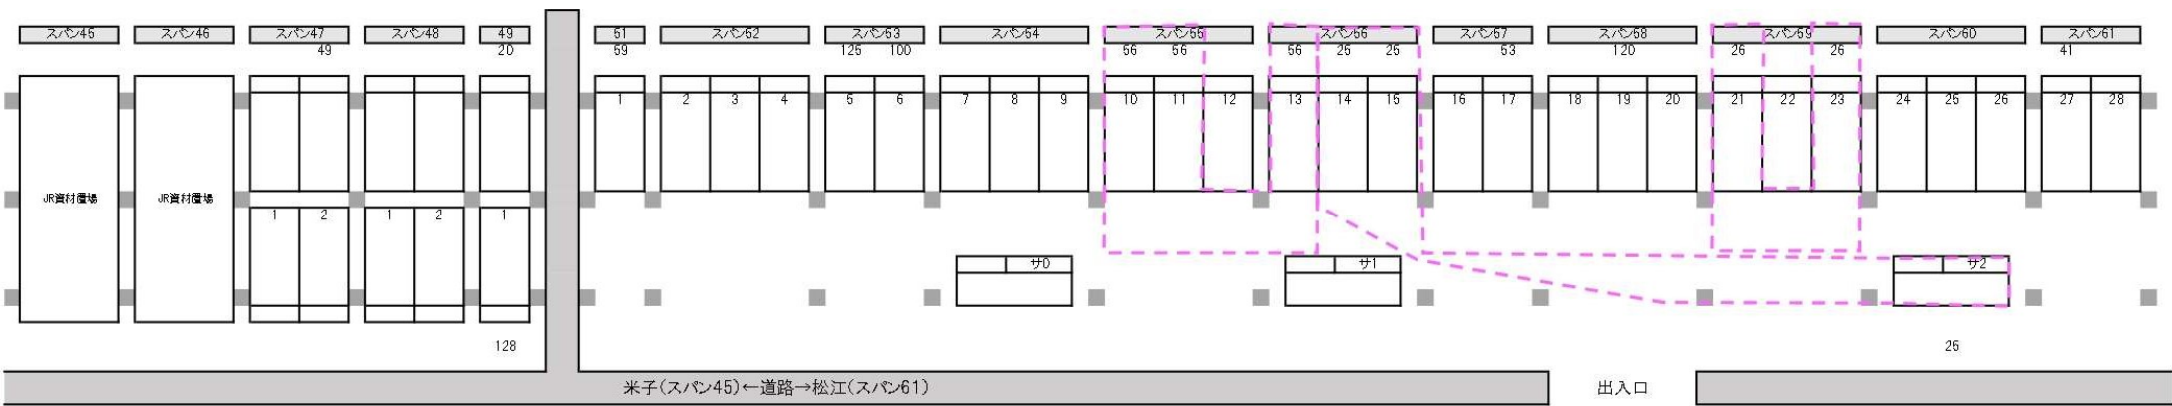 スパン45 スパン46 スパン47 スパン48 49 51 スパン52 スパン53 スパン54 スパン55 スパン56 スパン57 スパン58 スパン59 スパン60 スパン61
49 20 59 125 100 56 56 56 25 25 53 120 26 26 41
1 2 3 4 5 6 7 8 9 10 11 12 13 14 15 16 17 18 19 20 21 22 23 24 25 26 27 28
JR資材置場 JR資材置場
1 2 1 2 1
サ0 サ1 サ2
128 25
米子(スパン45)←道路→松江(スパン61) 出入口